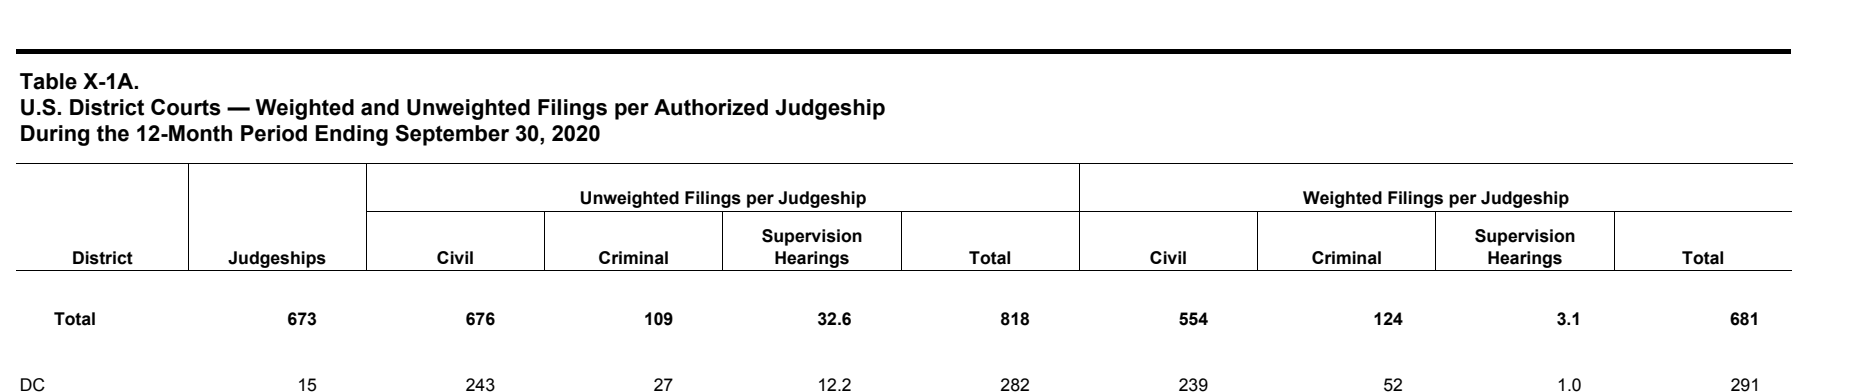 Table X-1A.
U.S. District Courts — Weighted and Unweighted Filings per Authorized Judgeship
During the 12-Month Period Ending September 30, 2020
Unweighted Filings per Judgeship Weighted Filings per Judgeship
District Judgeships Civil Criminal Supervision Hearings Total Civil Criminal Supervision Hearings Total
Total 673 676 109 32.6 818 554 124 3.1 681
DC 15 243 27 12.2 282 239 52 1.0 291